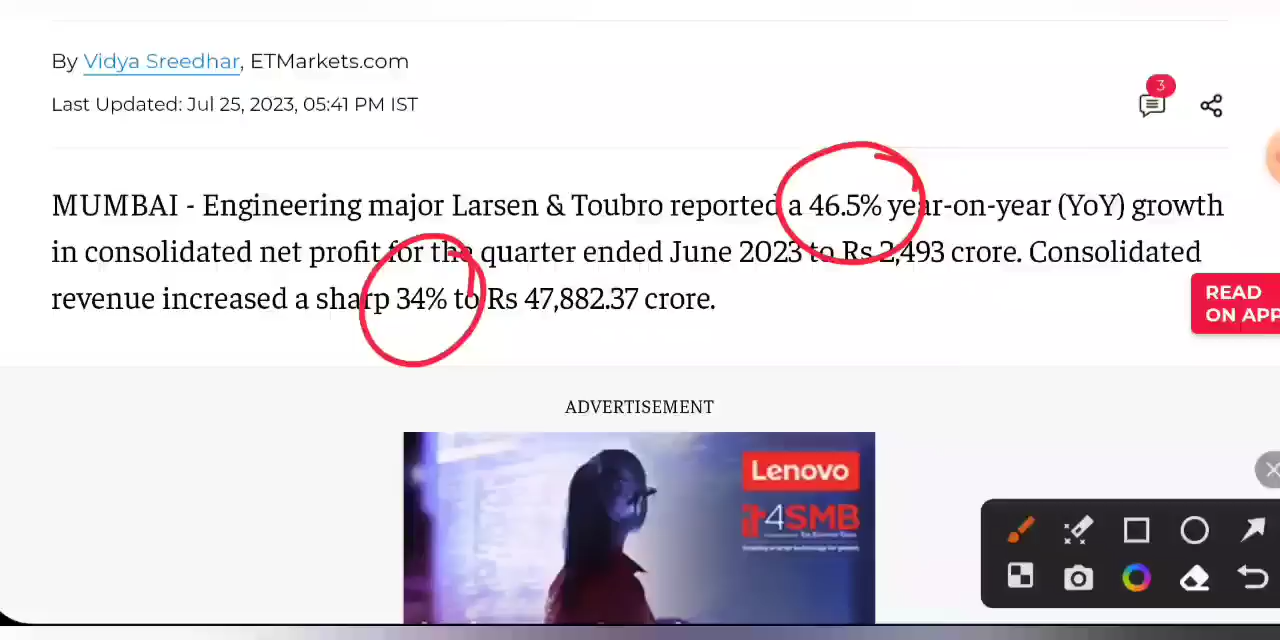 By Vidya Sreedhar, ETMarkets.com
Last Updated: Jul 25, 2023, 05:41 PM IST
3
MUMBAI - Engineering major Larsen & Toubro reported a 46.5% year-on-year (YoY) growth
in consolidated net profit for the quarter ended June 2023 to Rs 2,493 crore. Consolidated
revenue increased a sharp 34% to Rs 47,882.37 crore.
READ
ON APP
ADVERTISEMENT
Lenovo
it4SMB